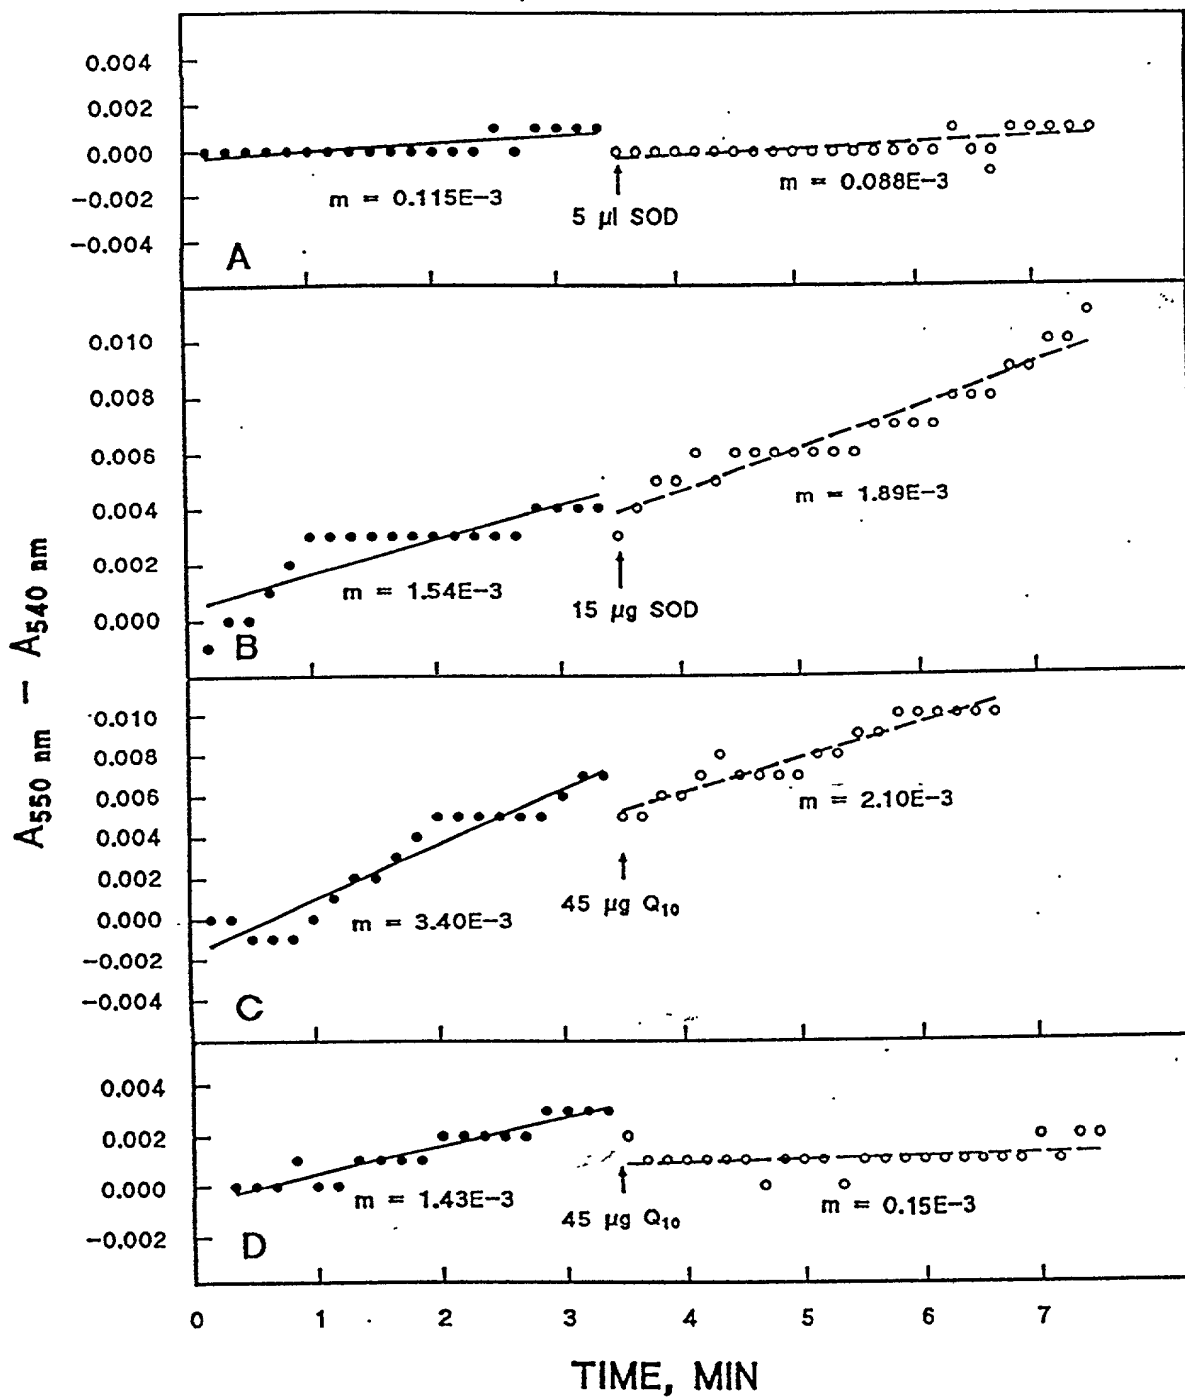 0.004
0.002
0.000
-0.002
-0.004
m = 0.115E-3
m = 0.088E-3
5 µl SOD
A
0.010
0.008
0.006
0.004
0.002
0.000
m = 1.54E-3
m = 1.89E-3
15 µg SOD
B
A550 nm - A540 nm
0.010
0.008
0.006
0.004
0.002
0.000
-0.002
-0.004
m = 3.40E-3
m = 2.10E-3
45 µg Q10
C
0.004
0.002
0.000
-0.002
m = 1.43E-3
m = 0.15E-3
45 µg Q10
D
0 1 2 3 4 5 6 7
TIME, MIN